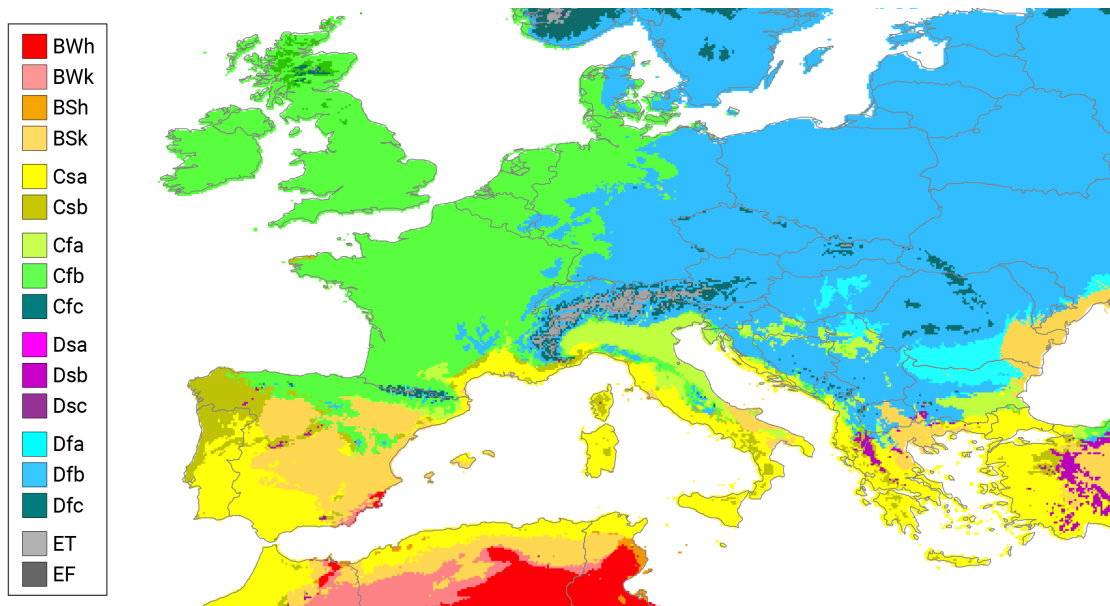 BWh
BWk
BSh
BSk
Csa
Csb
Cfa
Cfb
Cfc
Dsa
Dsb
Dsc
Dfa
Dfb
Dfc
ET
EF